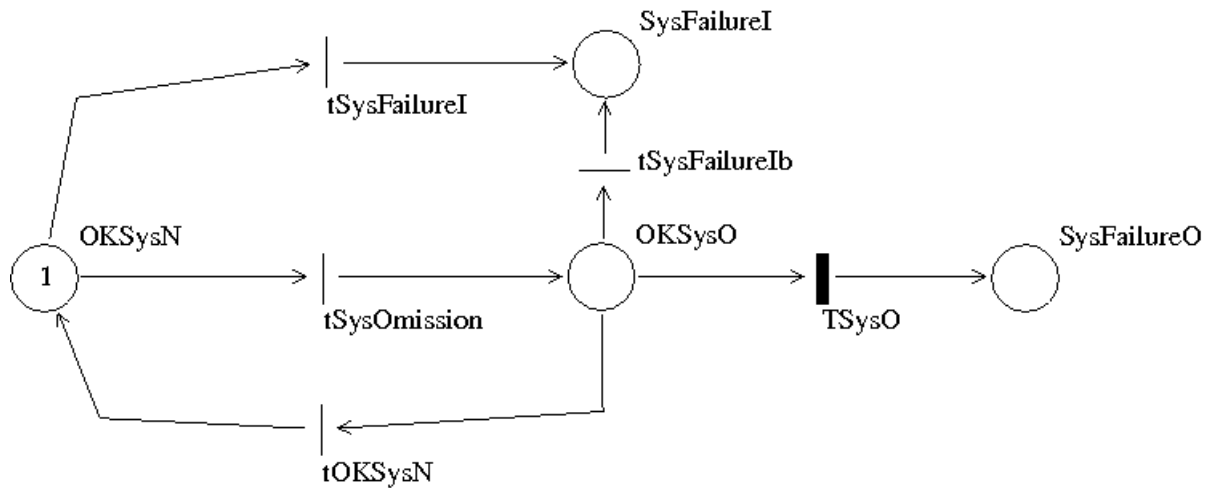 SysFailureI
tSysFailureI
tSysFailureIb
OKSysN
OKSysO
SysFailureO
1
tSysOmission
TSysO
tOKSysN